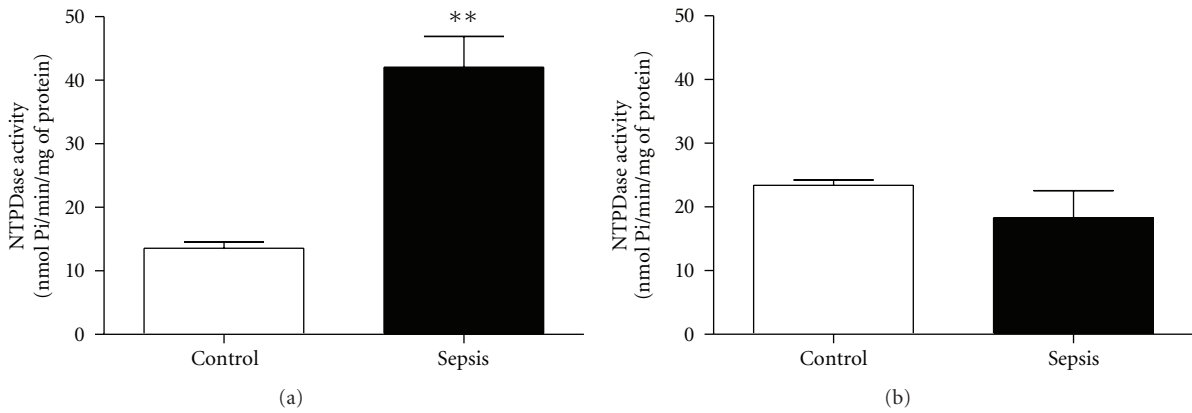 NTPDase activity
(nmol Pi/min/mg of protein)
50
40
30
20
10
0
**
Control
Sepsis
(a)
NTPDase activity
(nmol Pi/min/mg of protein)
50
40
30
20
10
0
Control
Sepsis
(b)